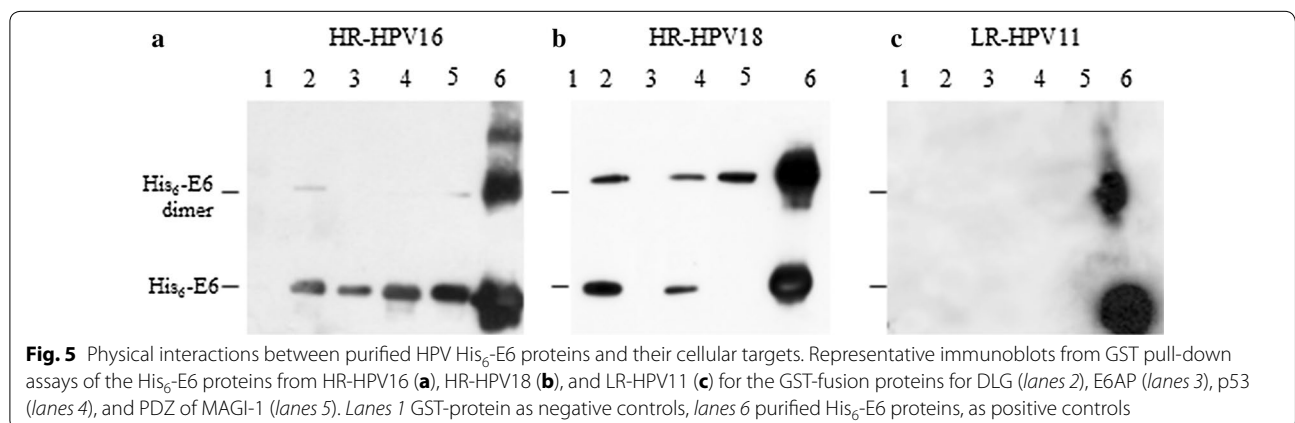 a HR-HPV16 b HR-HPV18 c LR-HPV11
1 2 3 4 5 6 1 2 3 4 5 6 1 2 3 4 5 6
His₆-E6
dimer
His₆-E6
Fig. 5 Physical interactions between purified HPV His₆-E6 proteins and their cellular targets. Representative immunoblots from GST pull-down
assays of the His₆-E6 proteins from HR-HPV16 (a), HR-HPV18 (b), and LR-HPV11 (c) for the GST-fusion proteins for DLG (lanes 2), E6AP (lanes 3), p53
(lanes 4), and PDZ of MAGI-1 (lanes 5). Lanes 1 GST-protein as negative controls, lanes 6 purified His₆-E6 proteins, as positive controls